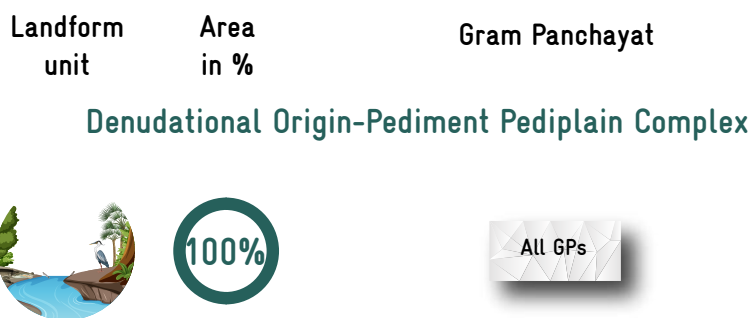 Landform unit
Area in %
Gram Panchayat
Denudational Origin-Pediment Pediplain Complex
100%
All GPs